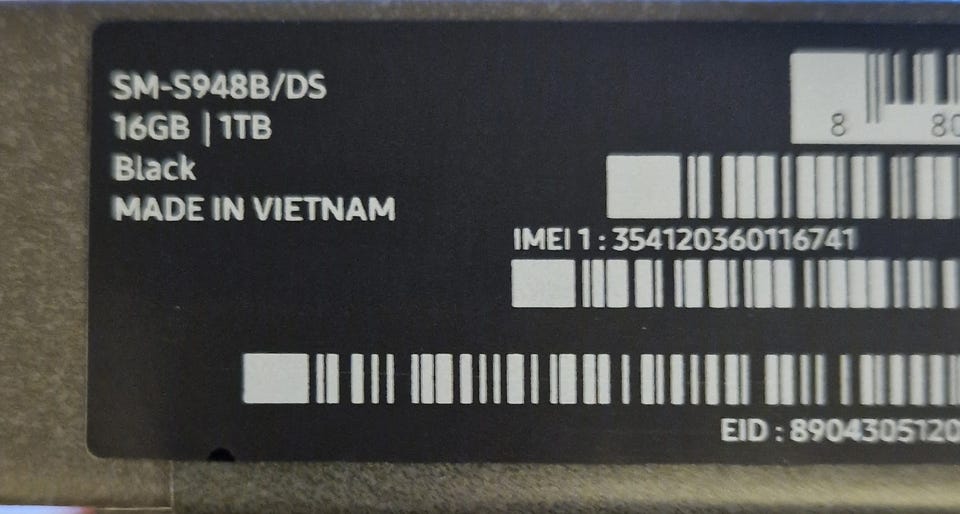 SM-S948B/DS
16GB | 1TB
Black
MADE IN VIETNAM
8 80
IMEI 1 : 354120360116741
EID : 8904305120